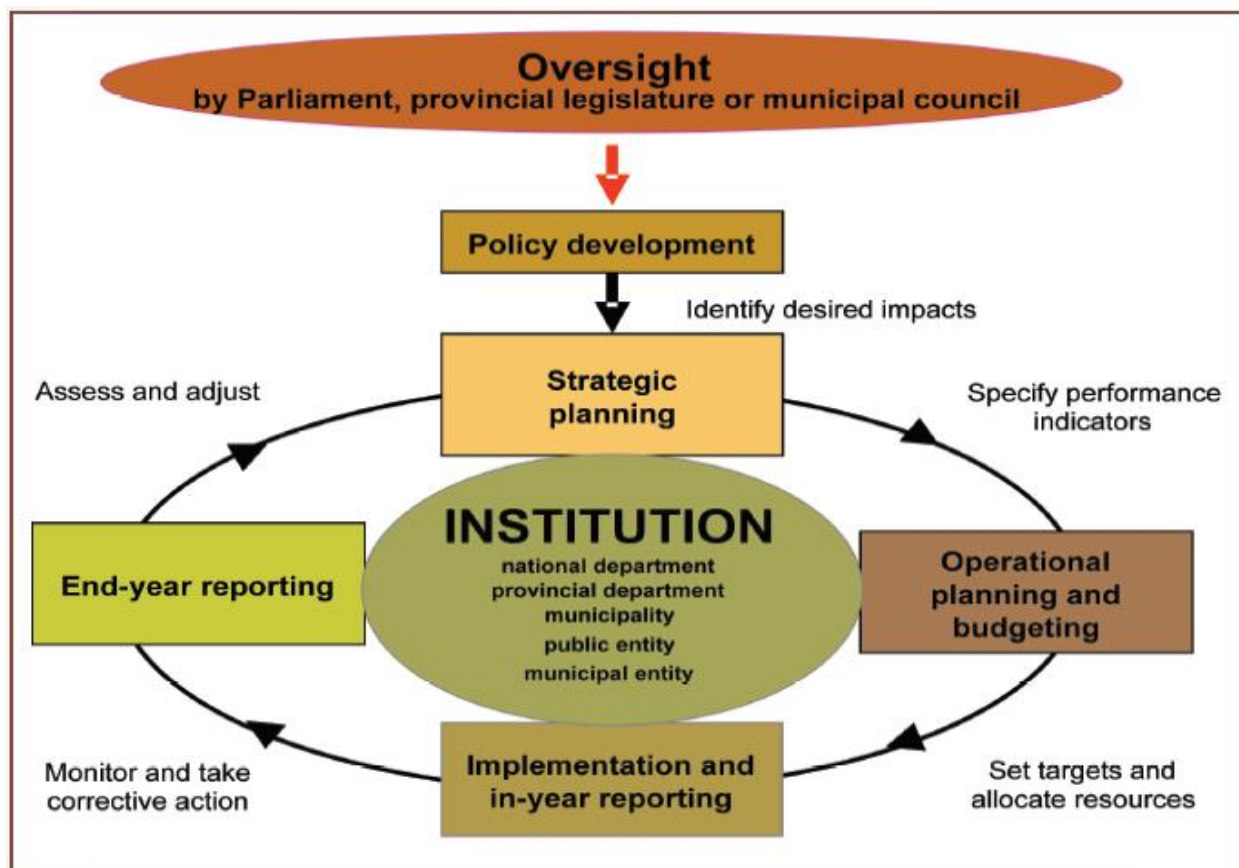 Oversight
by Parliament, provincial legislature or municipal council
Policy development
Identify desired impacts
Strategic
planning
Assess and adjust
Specify performance
indicators
INSTITUTION
national department
provincial department
municipality
public entity
municipal entity
End-year reporting
Operational
planning and
budgeting
Implementation and
in-year reporting
Monitor and take
corrective action
Set targets and
allocate resources